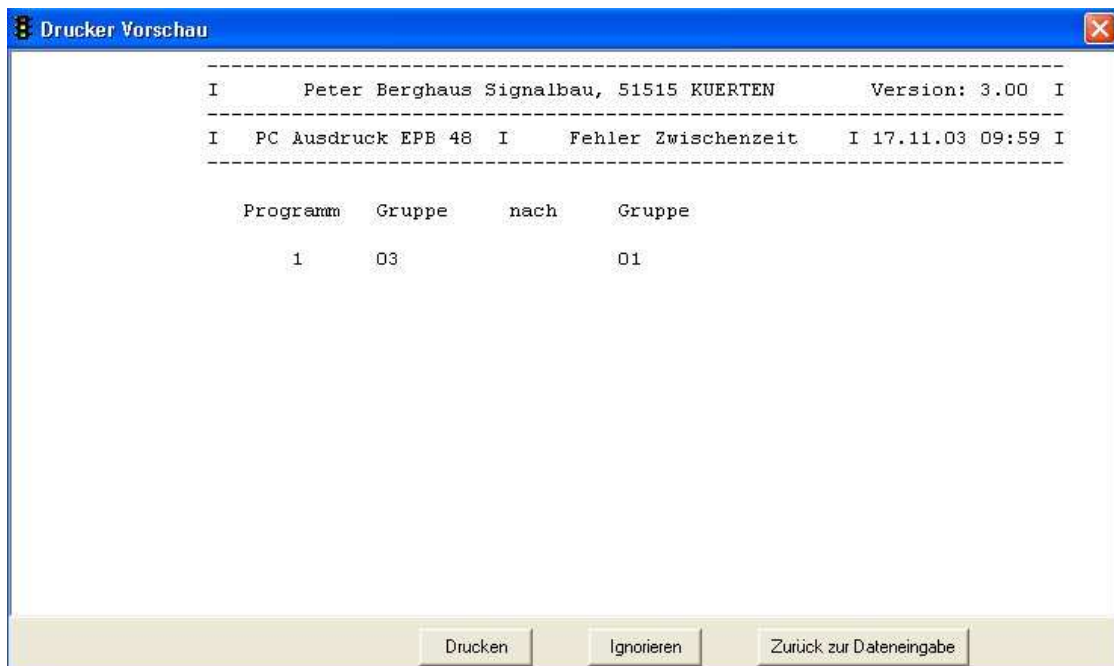 Drucker Vorschau
--------------------------------------------------------------------
I Peter Berghaus Signalbau, 51515 KUERTEN Version: 3.00 I
--------------------------------------------------------------------
I PC Ausdruck EPB 48 I Fehler Zwischenzeit I 17.11.03 09:59 I
--------------------------------------------------------------------
Programm Gruppe nach Gruppe
1 03 01
Drucken Ignorieren Zurück zur Dateneingabe